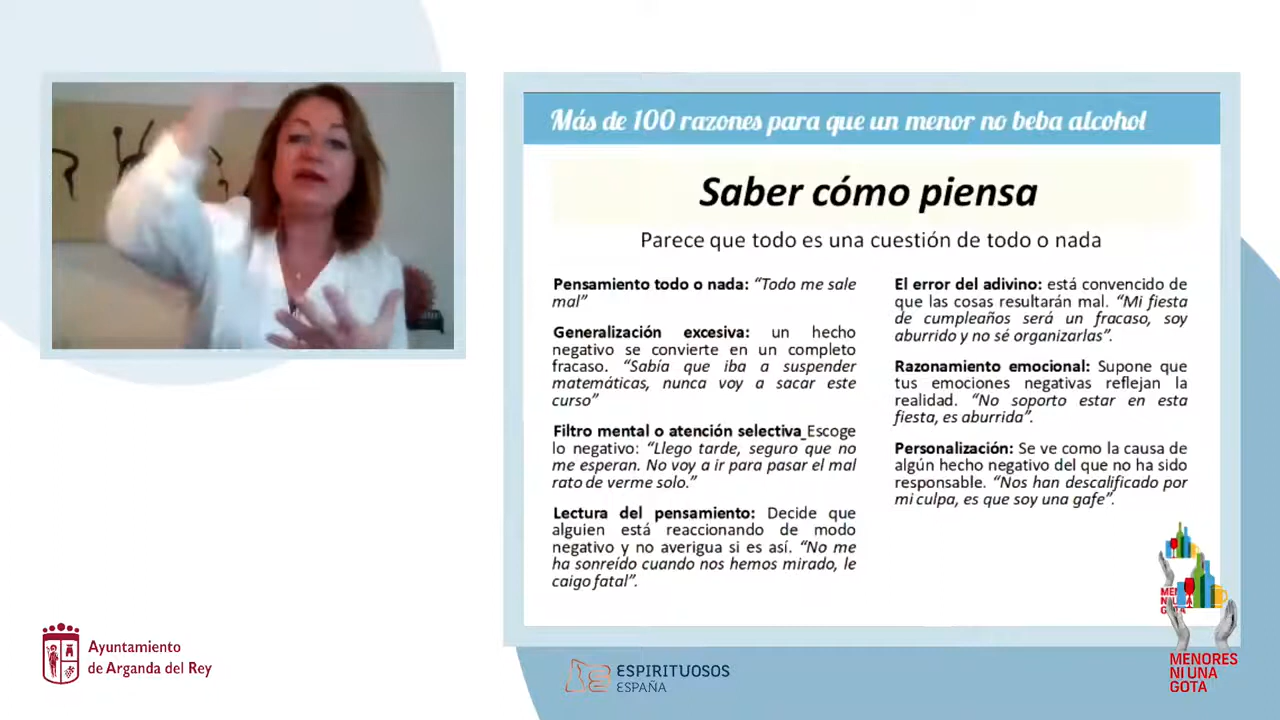 Más de 100 razones para que un menor no beba alcohol
Saber cómo piensa
Parece que todo es una cuestión de todo o nada
Pensamiento todo o nada: “Todo me sale
mal”
Generalización excesiva: un hecho
negativo se convierte en un completo
fracaso. “Sabía que iba a suspender
matemáticas, nunca voy a sacar este
curso”
Filtro mental o atención selectiva Escoge
lo negativo: “Llego tarde, seguro que no
me esperan. No voy a ir para pasar el mal
rato de verme solo.”
Lectura del pensamiento: Decide que
alguien está reaccionando de modo
negativo y no averigua si es así. “No me
ha sonreído cuando nos hemos mirado, le
caigo fatal”.
El error del adivino: está convencido de
que las cosas resultarán mal. “Mi fiesta
de cumpleaños será un fracaso, soy
aburrido y no sé organizarlas”.
Razonamiento emocional: Supone que
tus emociones negativas reflejan la
realidad. “No soporto estar en esta
fiesta, es aburrida”.
Personalización: Se ve como la causa de
algún hecho negativo del que no ha sido
responsable. “Nos han descalificado por
mi culpa, es que soy una gafe”.
MENORES
NI UNA
GOTA
Ayuntamiento
de Arganda del Rey
ESPIRITUOSOS
ESPAÑA